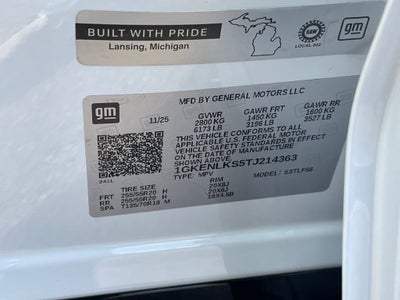 BUILT WITH PRIDE
Lansing, Michigan
UAW
LOCAL 602
gm
gm
MFD BY GENERAL MOTORS LLC
11/25 GVWR GAWR FRT GAWR RR
2800 KG 1450 KG 1600 KG
6173 LB 3196 LB 3527 LB
THIS VEHICLE CONFORMS TO ALL APPLICABLE
U.S. FEDERAL MOTOR VEHICLE SAFETY
STANDARDS IN EFFECT ON THE DATE OF
MANUFACTURE
SHOWN ABOVE
1GKENLKS5TJ214363
TYPE: MPV MODEL:
241L
TIRE SIZE RIM
FRT 255/55R20 H 20X8J
RR 255/55R20 H 20X8J
SPA T135/70R18 M 18X4.5B